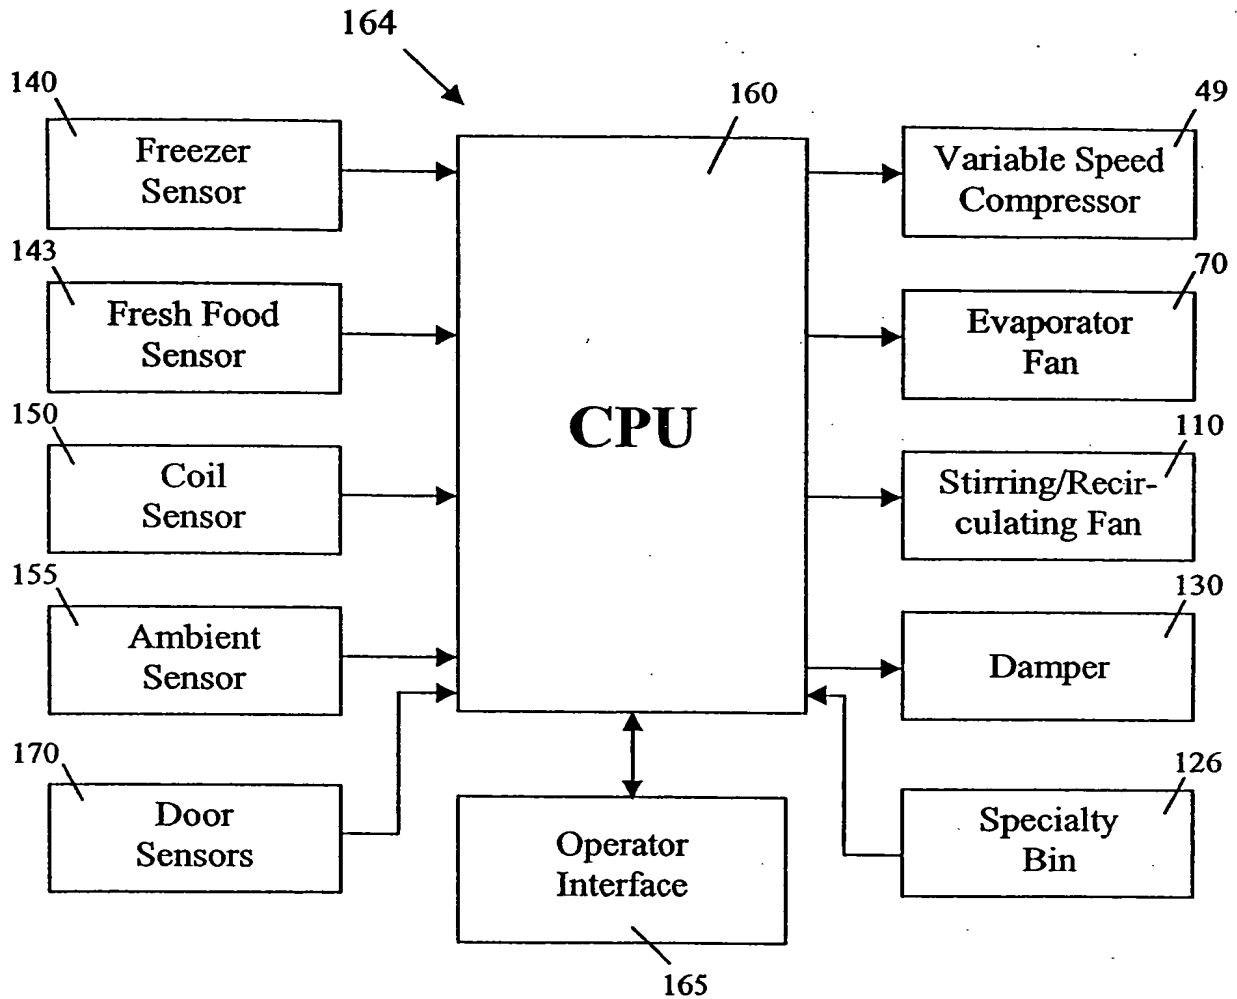 164
140
Freezer
Sensor
143
Fresh Food
Sensor
150
Coil
Sensor
155
Ambient
Sensor
170
Door
Sensors
160
CPU
Operator
Interface
165
49
Variable Speed
Compressor
70
Evaporator
Fan
110
Stirring/Recir-
culating Fan
130
Damper
126
Specialty
Bin